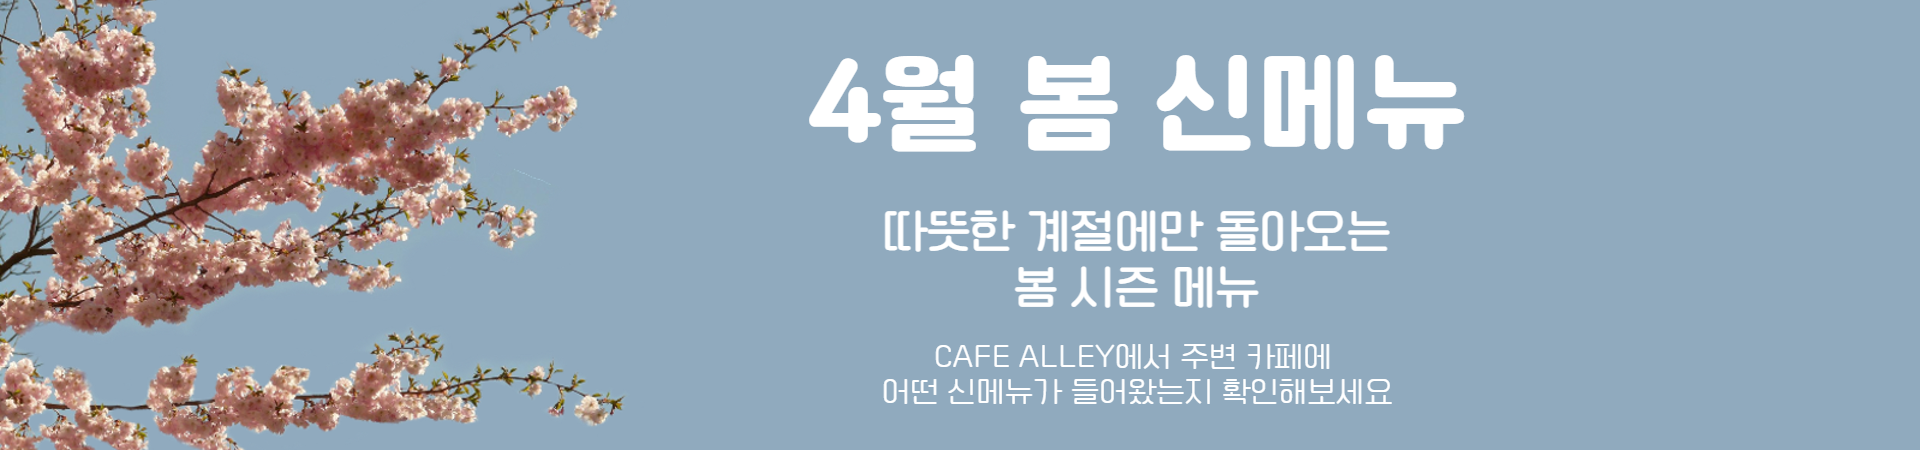 4월 봄 신메뉴
따뜻한 계절에만 돌아오는
봄 시즌 메뉴
CAFE ALLEY에서 주변 카페에
어떤 신메뉴가 들어왔는지 확인해보세요